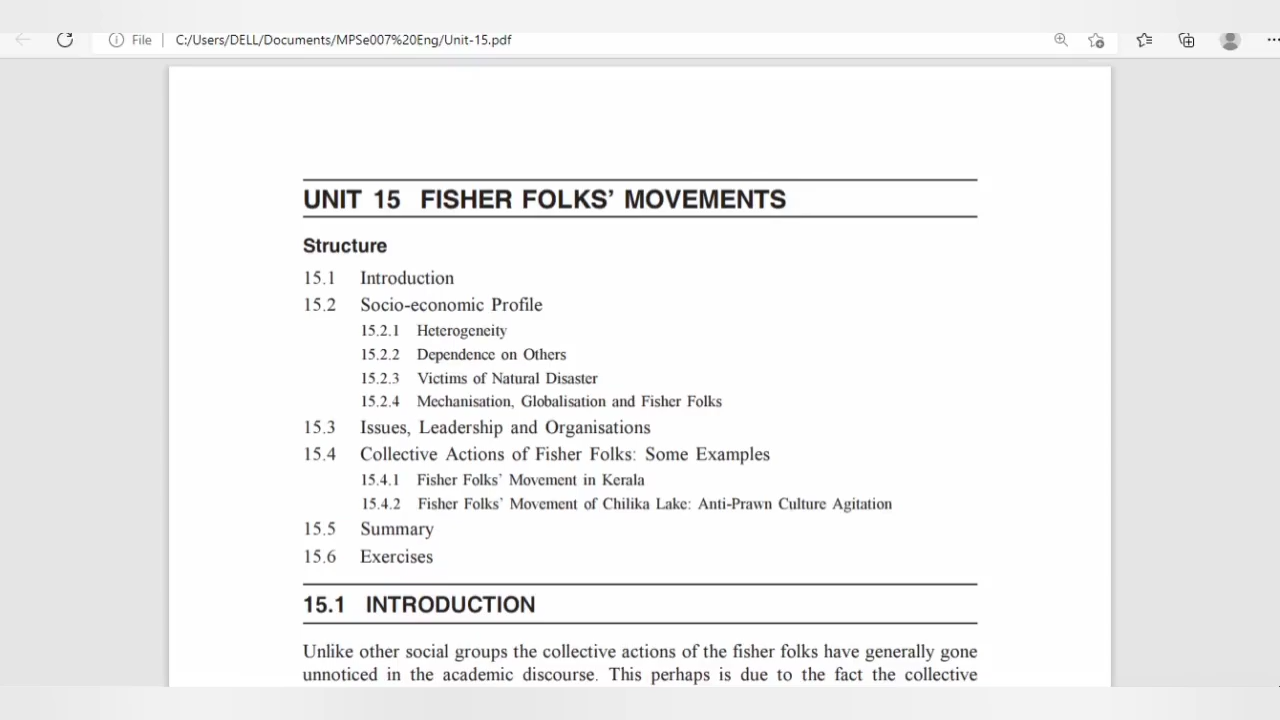 File
C:/Users/DELL/Documents/MPSe007%20Eng/Unit-15.pdf
UNIT 15 FISHER FOLKS’ MOVEMENTS
Structure
15.1 Introduction
15.2 Socio-economic Profile
15.2.1 Heterogeneity
15.2.2 Dependence on Others
15.2.3 Victims of Natural Disaster
15.2.4 Mechanisation, Globalisation and Fisher Folks
15.3 Issues, Leadership and Organisations
15.4 Collective Actions of Fisher Folks: Some Examples
15.4.1 Fisher Folks’ Movement in Kerala
15.4.2 Fisher Folks’ Movement of Chilika Lake: Anti-Prawn Culture Agitation
15.5 Summary
15.6 Exercises
15.1 INTRODUCTION
Unlike other social groups the collective actions of the fisher folks have generally gone
unnoticed in the academic discourse. This perhaps is due to the fact the collective